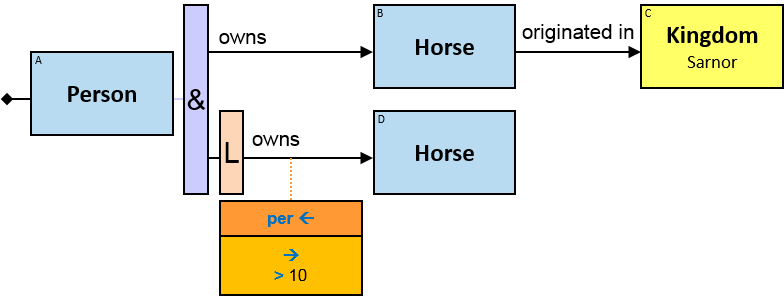 A
Person
&
owns
B
Horse
originated in
C
Kingdom
Sarnor
L
owns
D
Horse
per ←
→
> 10